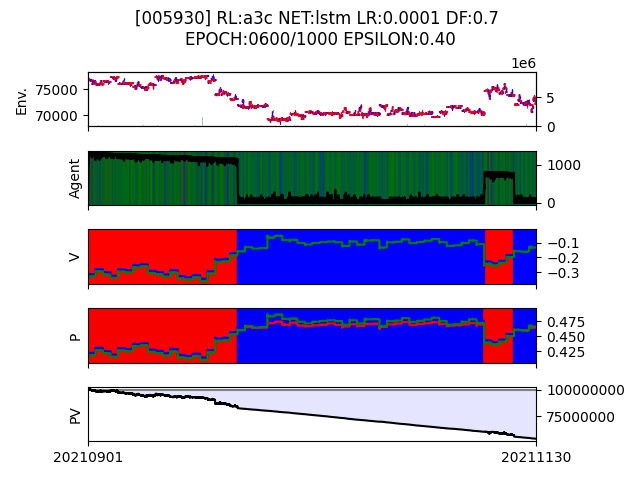 [005930] RL:a3c NET:lstm LR:0.0001 DF:0.7
EPOCH:0600/1000 EPSILON:0.40
1e6
Env.
75000
70000
5
0
Agent
1000
0
V
−0.1
−0.2
−0.3
P
0.475
0.450
0.425
PV
100000000
75000000
20210901
20211130